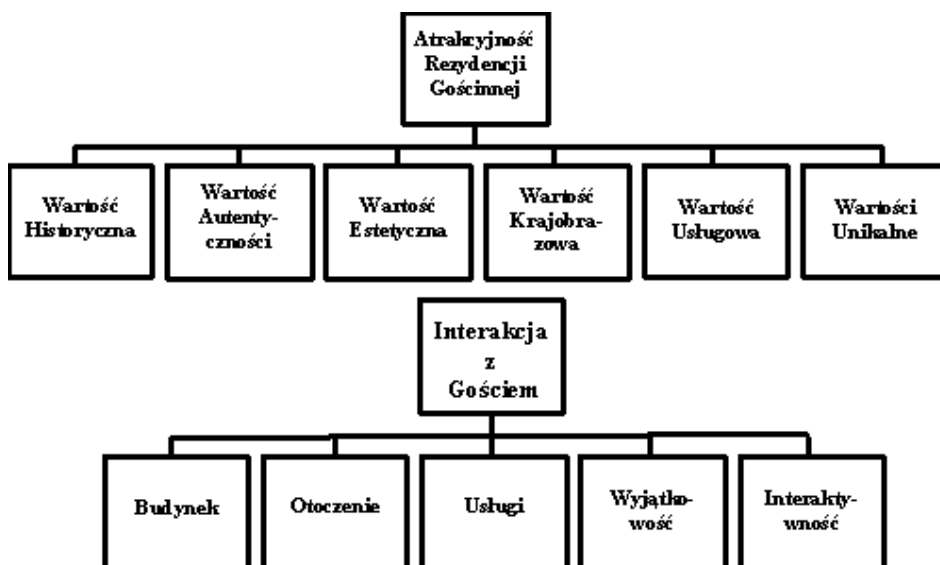 Atrakcyjność
Rezydencji
Gościnnej
Wartość
Historyczna
Wartość
Autenty-
czności
Wartość
Estetyczna
Wartość
Krajobra-
zowa
Wartość
Usługowa
Wartości
Unikalne
Interakcja
z
Gościem
Budynek
Otoczenie
Usługi
Wyjątko-
wość
Interakty-
wność